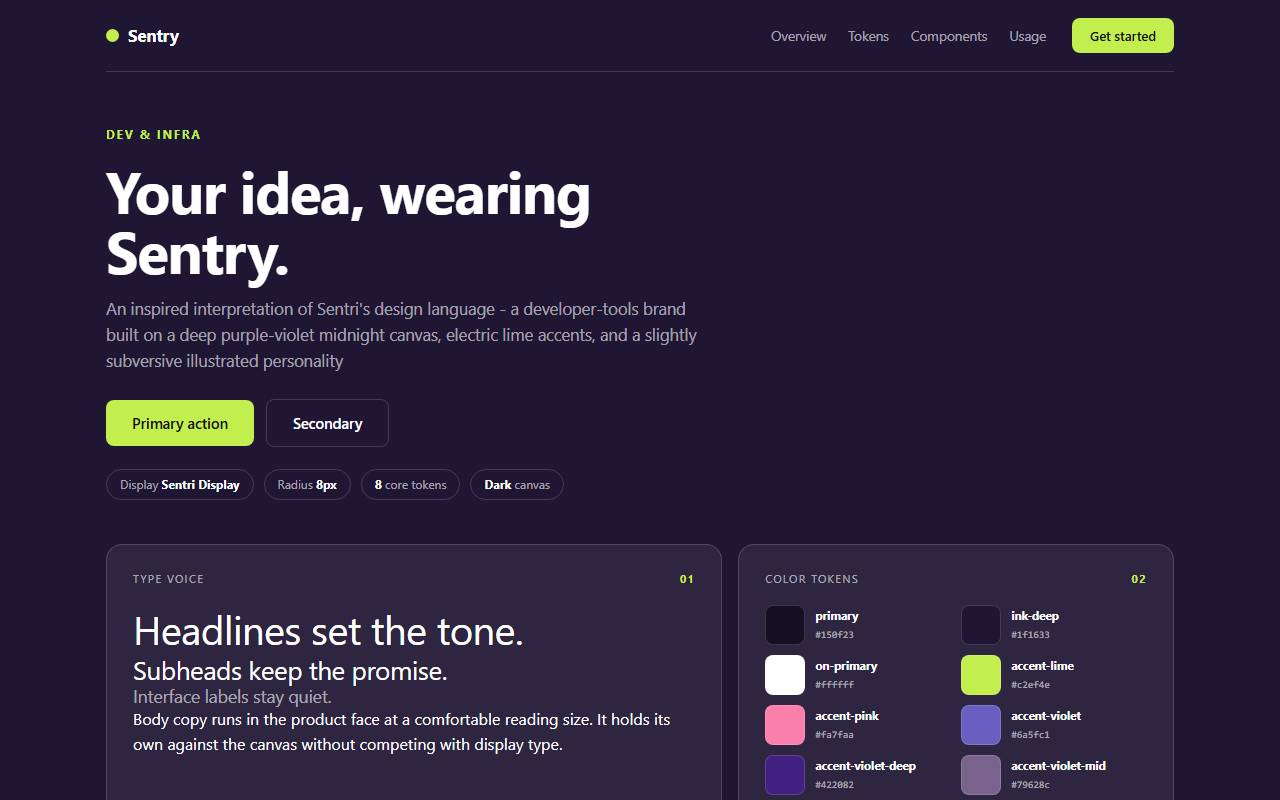 Sentry
Overview Tokens Components Usage Get started
DEV & INFRA
Your idea, wearing
Sentry.
An inspired interpretation of Sentri's design language - a developer-tools brand
built on a deep purple-violet midnight canvas, electric lime accents, and a slightly
subversive illustrated personality
Primary action Secondary
Display Sentri Display Radius 8px 8 core tokens Dark canvas
TYPE VOICE 01
Headlines set the tone.
Subheads keep the promise.
Interface labels stay quiet.
Body copy runs in the product face at a comfortable reading size. It holds its
own against the canvas without competing with display type.
COLOR TOKENS 02
primary
#150f23
ink-deep
#1f1633
on-primary
#ffffff
accent-lime
#c2ef4e
accent-pink
#fa7faa
accent-violet
#6a5fc1
accent-violet-deep
#422082
accent-violet-mid
#79628c